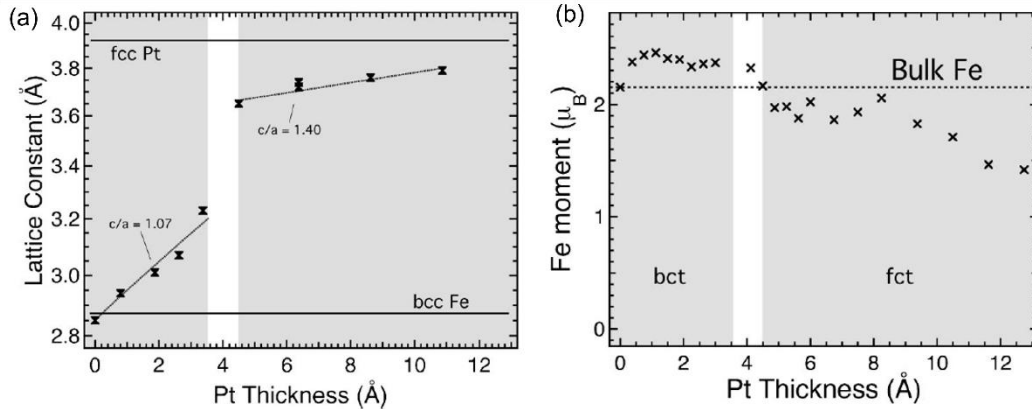 (a)
4.0
3.8
3.6
3.4
3.2
3.0
2.8
Lattice Constant (Å)
fcc Pt
c/a = 1.40
c/a = 1.07
bcc Fe
0 2 4 6 8 10 12
Pt Thickness (Å)
(b)
2
1
0
Fe moment (μB)
Bulk Fe
bct
fct
0 2 4 6 8 10 12
Pt Thickness (Å)